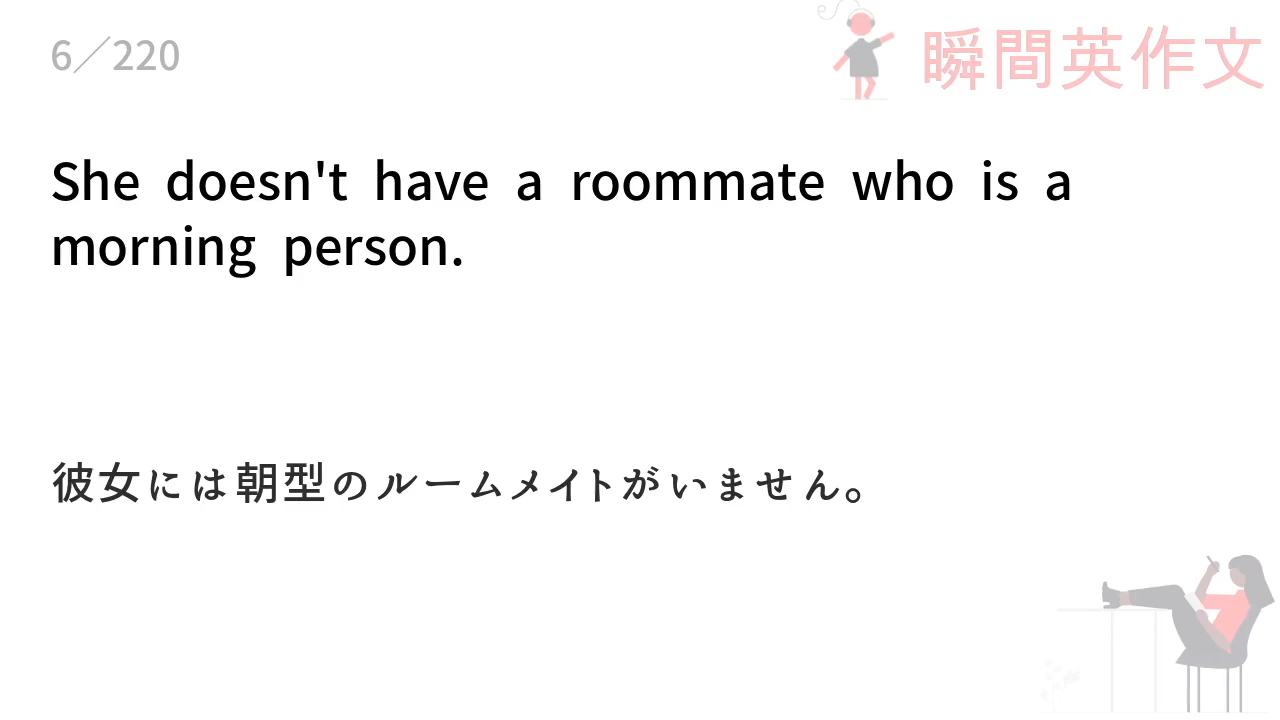 6／220
瞬間英作文
She doesn't have a roommate who is a
morning person.
彼女には朝型のルームメイトがいません。